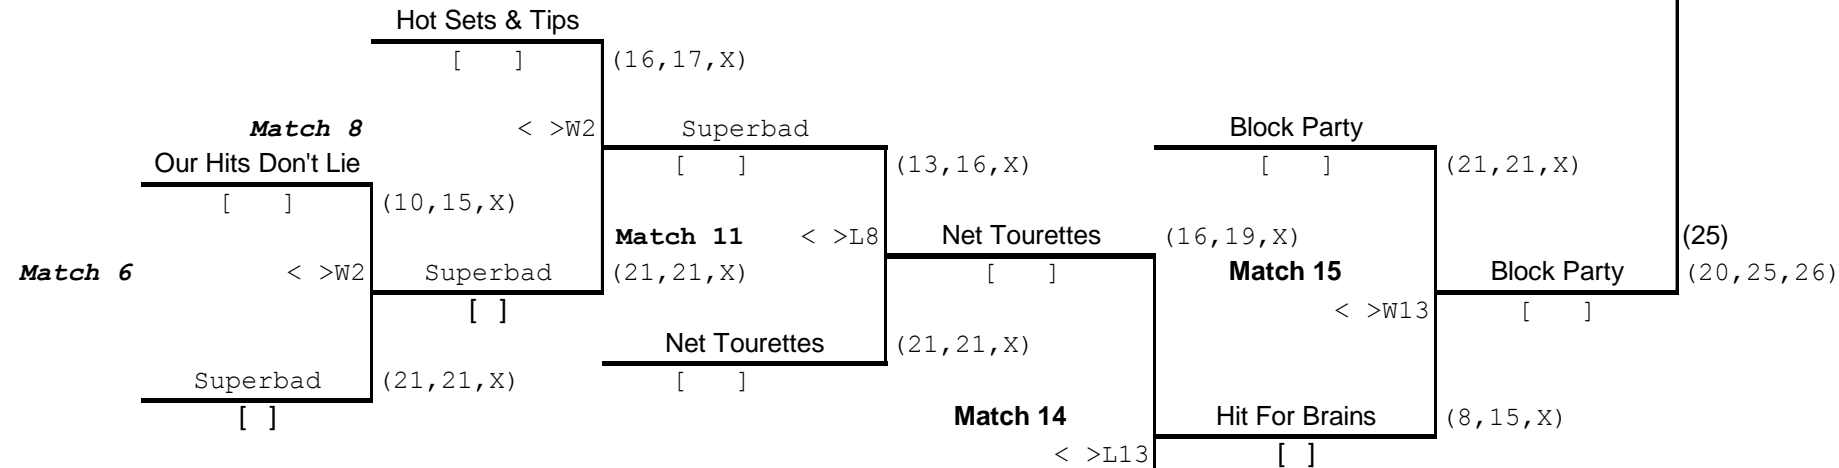 Hot Sets & Tips
[ ] (16,17,X)
Match 8 < >W2 Superbad Block Party
Our Hits Don't Lie [ ] (13,16,X) [ ] (21,21,X)
[ ] (10,15,X)
Match 11 < >L8 Net Tourettes (16,19,X) (25)
Match 6 < >W2 Superbad (21,21,X) [ ] Match 15 Block Party (20,25,26)
[ ] < >W13 [ ]
Net Tourettes (21,21,X)
Superbad (21,21,X) [ ]
[ ] Match 14 Hit For Brains (8,15,X)
< >L13 [ ]